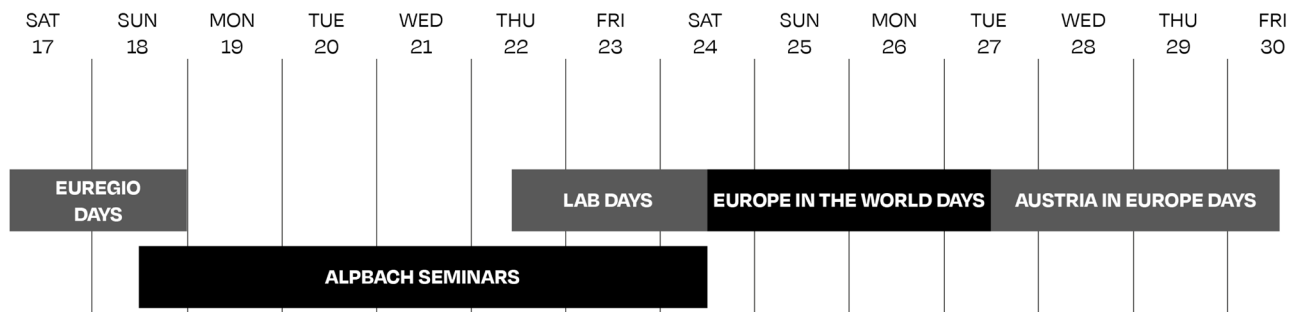 SAT SUN MON TUE WED THU FRI SAT SUN MON TUE WED THU FRI
17 18 19 20 21 22 23 24 25 26 27 28 29 30
EUREGIO
DAYS
LAB DAYS
EUROPE IN THE WORLD DAYS
AUSTRIA IN EUROPE DAYS
ALPBACH SEMINARS